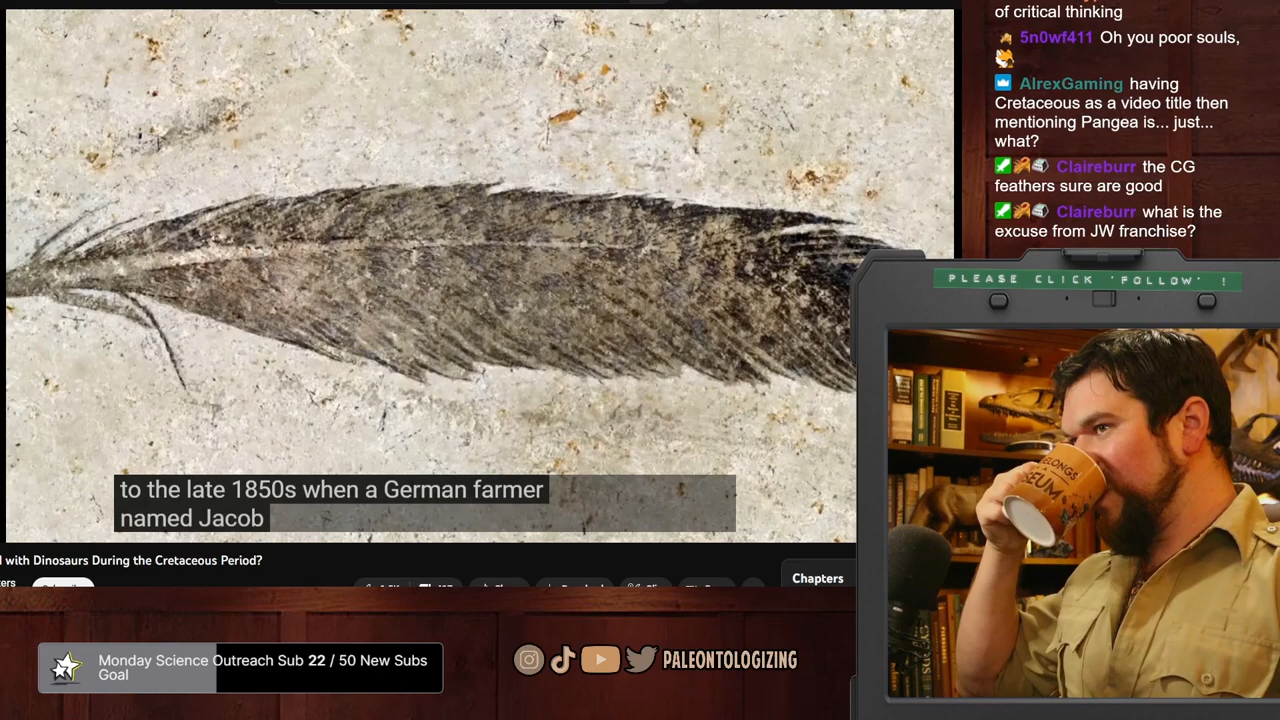 of critical thinking
5n0wf411 Oh you poor souls,
AlrexGaming having
Cretaceous as a video title then
mentioning Pangea is... just...
what?
Claireburr the CG
feathers sure are good
Claireburr what is the
excuse from JW franchise?
PLEASE CLICK 'FOLLOW' !
to the late 1850s when a German farmer
named Jacob
with Dinosaurs During the Cretaceous Period?
Chapters
Monday Science Outreach Sub 22 / 50 New Subs
Goal
PALEONTOLOGIZING